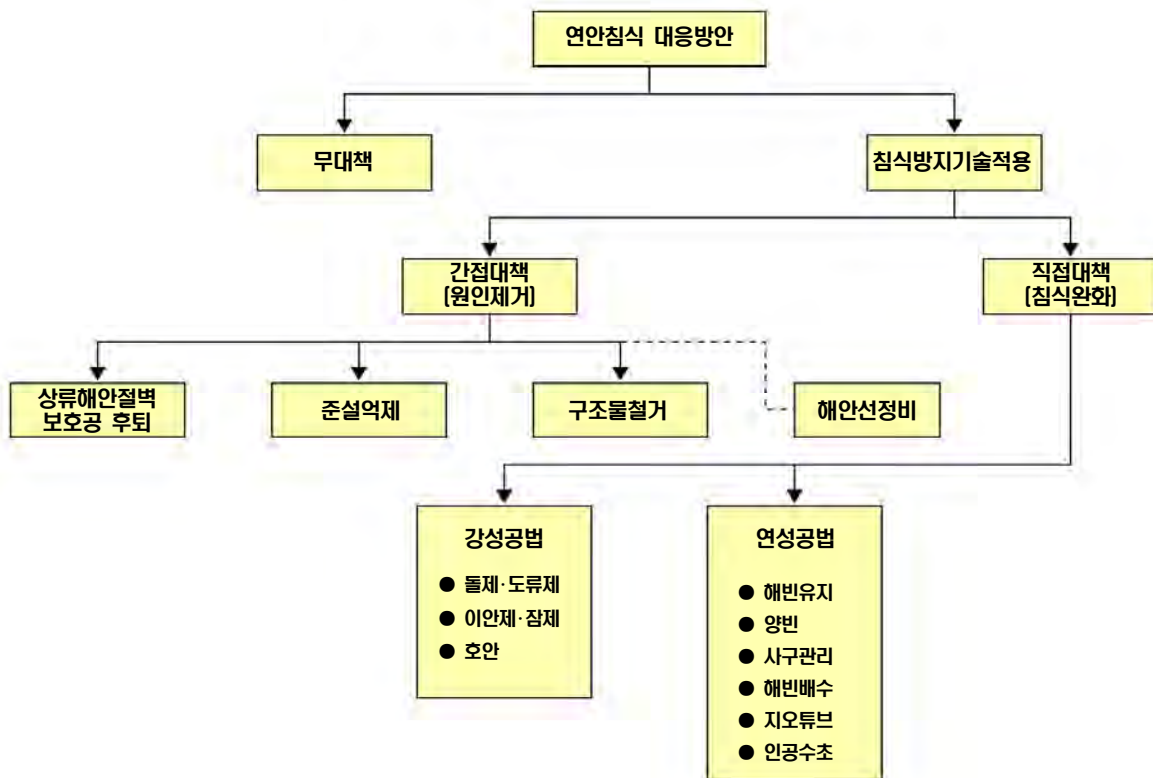 연안침식 대응방안
무대책
침식방지기술적용
간접대책
(원인제거)
직접대책
(침식완화)
상류해안절벽
보호공 후퇴
준설억제
구조물철거
해안선정비
강성공법
● 돌제·도류제
● 이안제·잠제
● 호안
연성공법
● 해빈유지
● 양빈
● 사구관리
● 해빈배수
● 지오튜브
● 인공수초